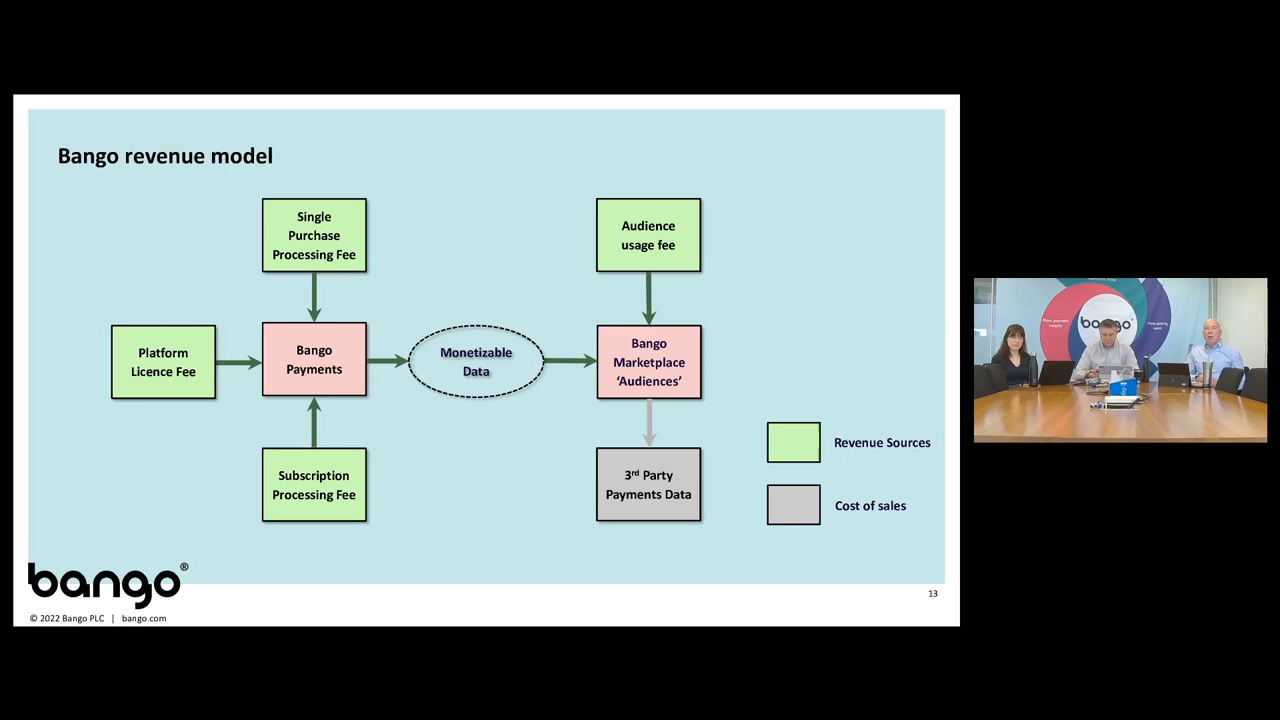 Bango revenue model
Single
Purchase
Processing Fee
Audience
usage fee
Platform
Licence Fee
Bango
Payments
Monetizable
Data
Bango
Marketplace
‘Audiences’
Subscription
Processing Fee
3rd Party
Payments Data
Revenue Sources
Cost of sales
bango®
© 2022 Bango PLC | bango.com
13
bango